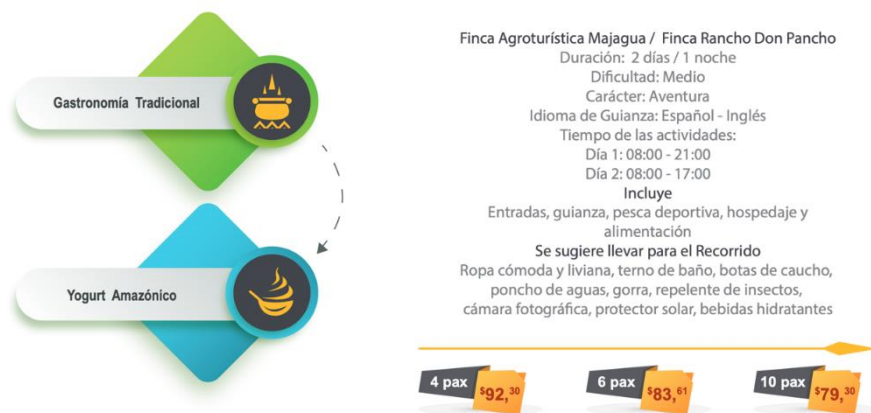 Gastronomía Tradicional
Yogurt Amazónico
Finca Agroturística Majagua / Finca Rancho Don Pancho
Duración: 2 días / 1 noche
Dificultad: Medio
Carácter: Aventura
Idioma de Guianza: Español - Inglés
Tiempo de las actividades:
Día 1: 08:00 - 21:00
Día 2: 08:00 - 17:00
Incluye
Entradas, guianza, pesca deportiva, hospedaje y
alimentación
Se sugiere llevar para el Recorrido
Ropa cómoda y liviana, terno de baño, botas de caucho,
poncho de aguas, gorra, repelente de insectos,
cámara fotográfica, protector solar, bebidas hidratantes
4 pax $92,30
6 pax $83,61
10 pax $79,30